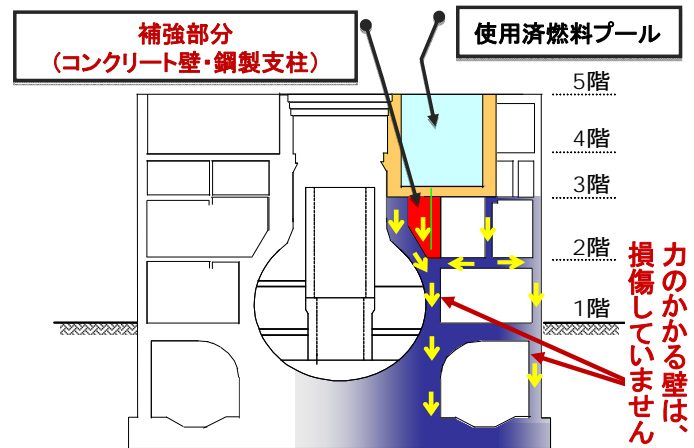 補強部分
（コンクリート壁・鋼製支柱）
使用済燃料プール
5階
4階
3階
2階
1階
力のかかる壁は、
損傷していません